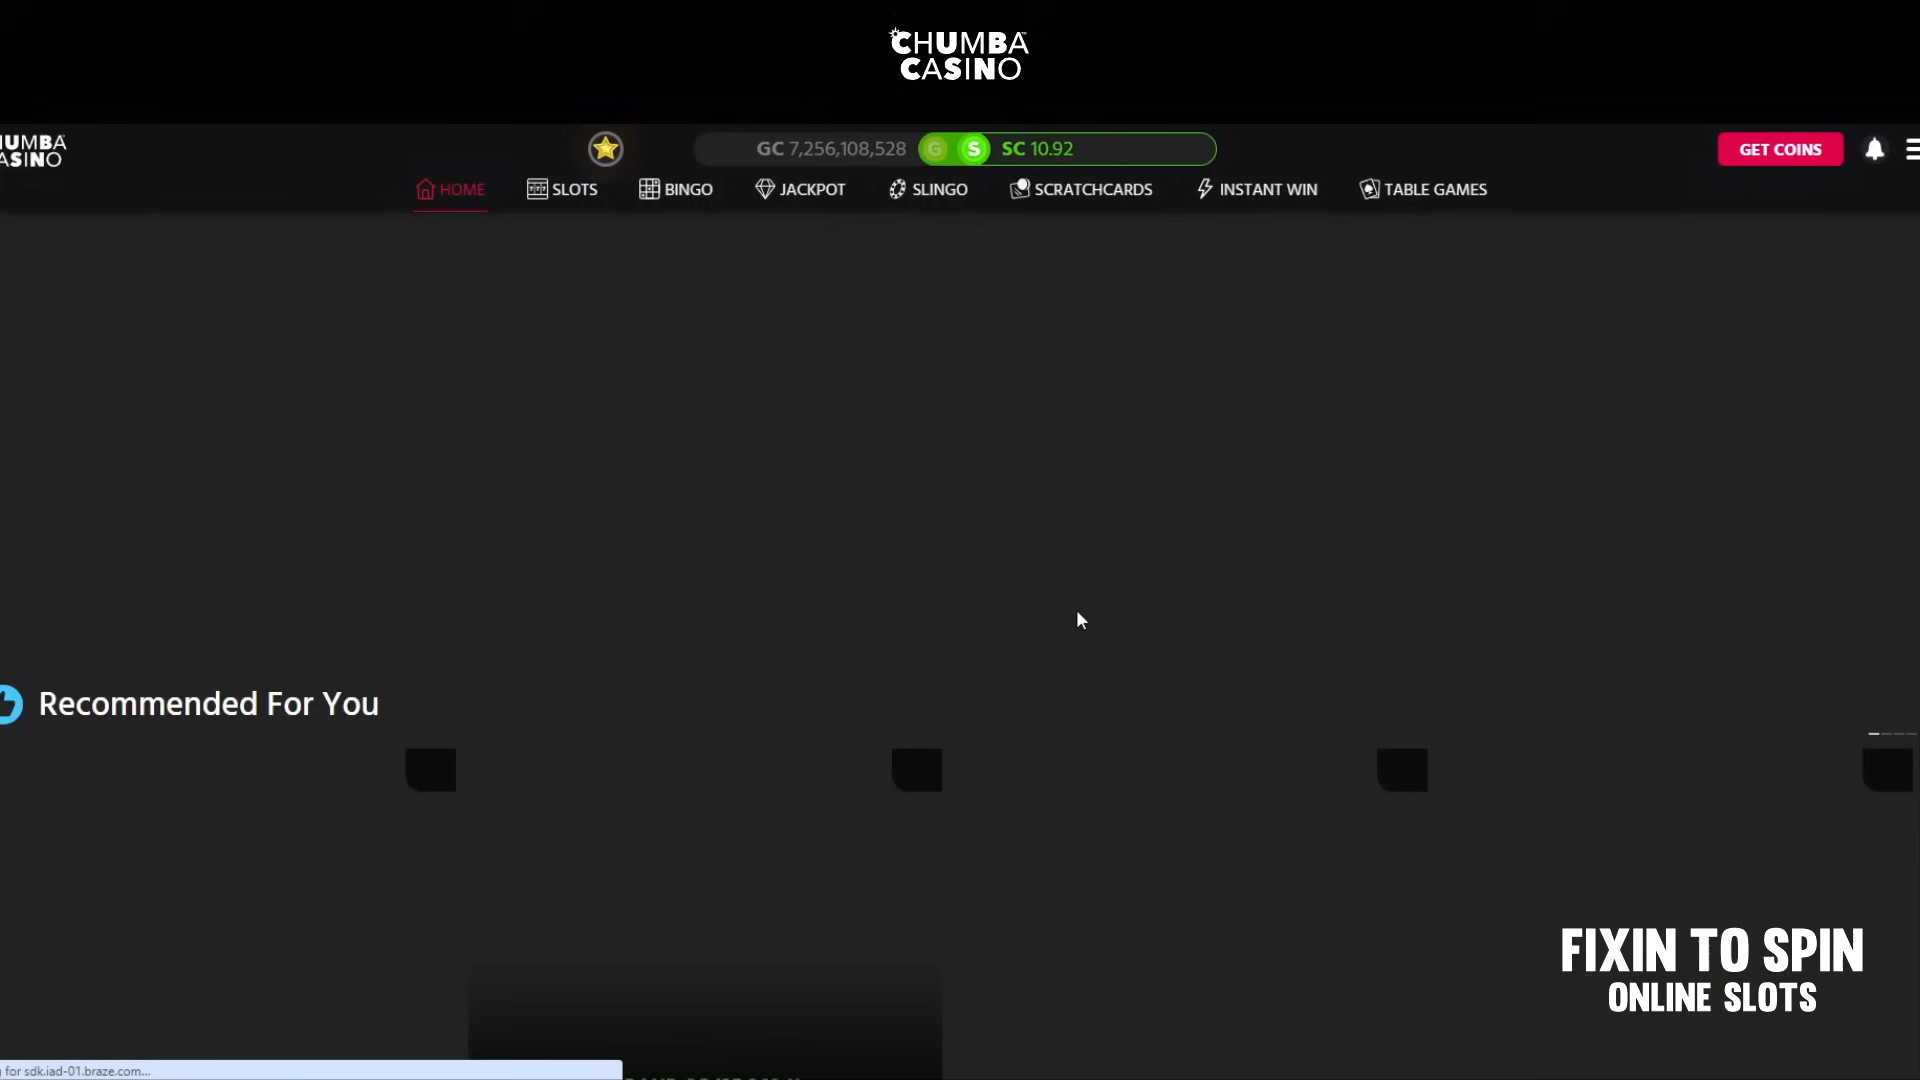 CHUMBA
CASINO
HUMBA
ASINO
GC 7,256,108,528
G
S
SC 10.92
GET COINS
HOME
SLOTS
BINGO
JACKPOT
SLINGO
SCRATCHCARDS
INSTANT WIN
TABLE GAMES
Recommended For You
FIXIN TO SPIN
ONLINE SLOTS
g for sdk.iad-01.braze.com...